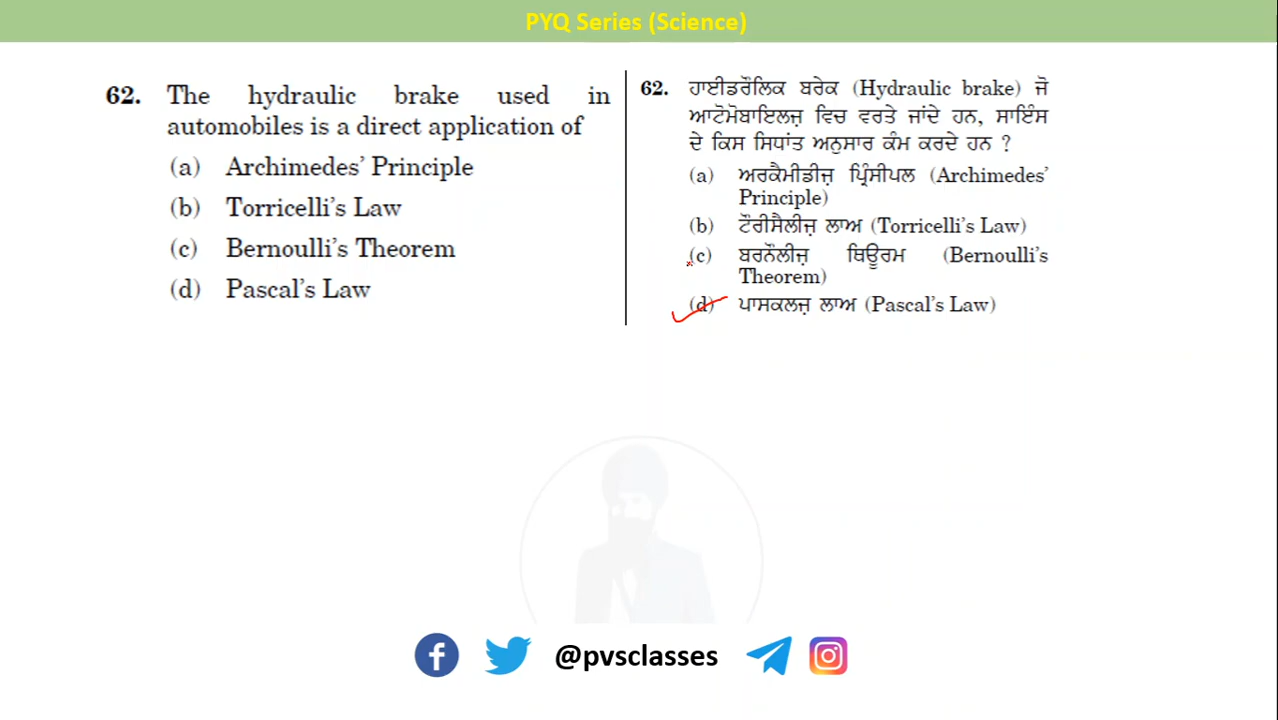 PYQ Series (Science)
62. The hydraulic brake used in
automobiles is a direct application of
(a) Archimedes’ Principle
(b) Torricelli’s Law
(c) Bernoulli’s Theorem
(d) Pascal’s Law
62. ਹਾਈਡਰੌਲਿਕ ਬਰੇਕ (Hydraulic brake) ਜੋ
ਆਟੋਮੋਬਾਇਲਜ਼ ਵਿਚ ਵਰਤੇ ਜਾਂਦੇ ਹਨ, ਸਾਇੰਸ
ਦੇ ਕਿਸ ਸਿਧਾਂਤ ਅਨੁਸਾਰ ਕੰਮ ਕਰਦੇ ਹਨ ?
(a) ਅਰਕੈਮੀਡੀਜ਼ ਪ੍ਰਿੰਸੀਪਲ (Archimedes’
Principle)
(b) ਟੌਰੀਸੈਲੀਜ਼ ਲਾਅ (Torricelli’s Law)
(c) ਬਰਨੌਲੀਜ਼ ਥਿਊਰਮ (Bernoulli’s
Theorem)
(d) ਪਾਸਕਲਜ਼ ਲਾਅ (Pascal’s Law)
@pvsclasses